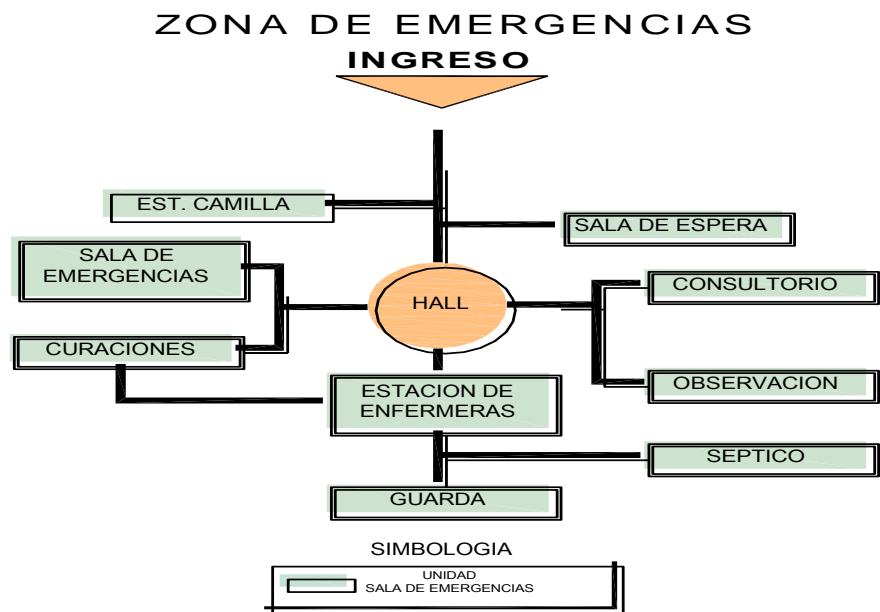 ZONA DE EMERGENCIAS
INGRESO
EST. CAMILLA
SALA DE ESPERA
SALA DE
EMERGENCIAS
CONSULTORIO
HALL
CURACIONES
OBSERVACION
ESTACION DE
ENFERMERAS
SEPTICO
GUARDA
SIMBOLOGIA
UNIDAD
SALA DE EMERGENCIAS